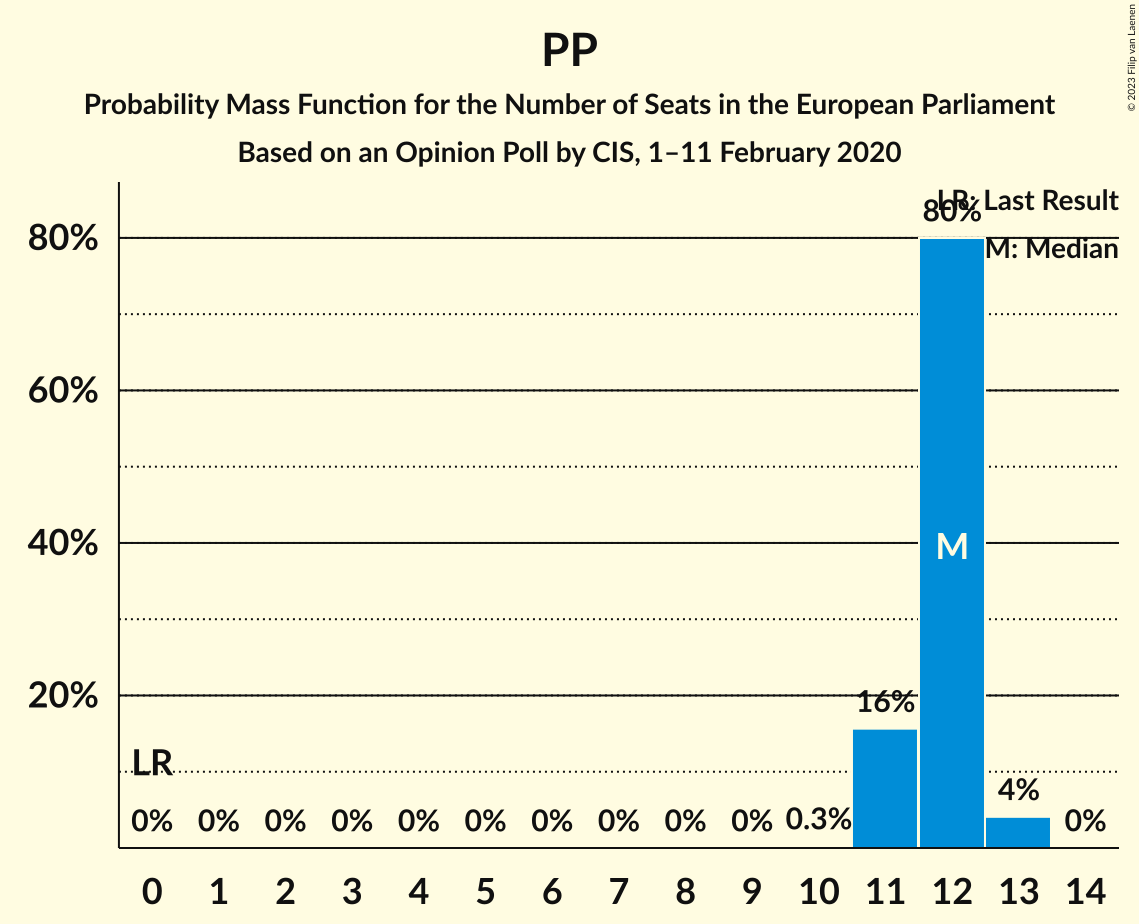 PP
Probability Mass Function for the Number of Seats in the European Parliament
Based on an Opinion Poll by CIS, 1–11 February 2020
© 2023 Filip van Laenen
LR: Last Result
M: Median
80%
60%
40%
20%
LR
0% 0% 0% 0% 0% 0% 0% 0% 0% 0% 0.3% 16% 80% 4% 0%
M
0 1 2 3 4 5 6 7 8 9 10 11 12 13 14